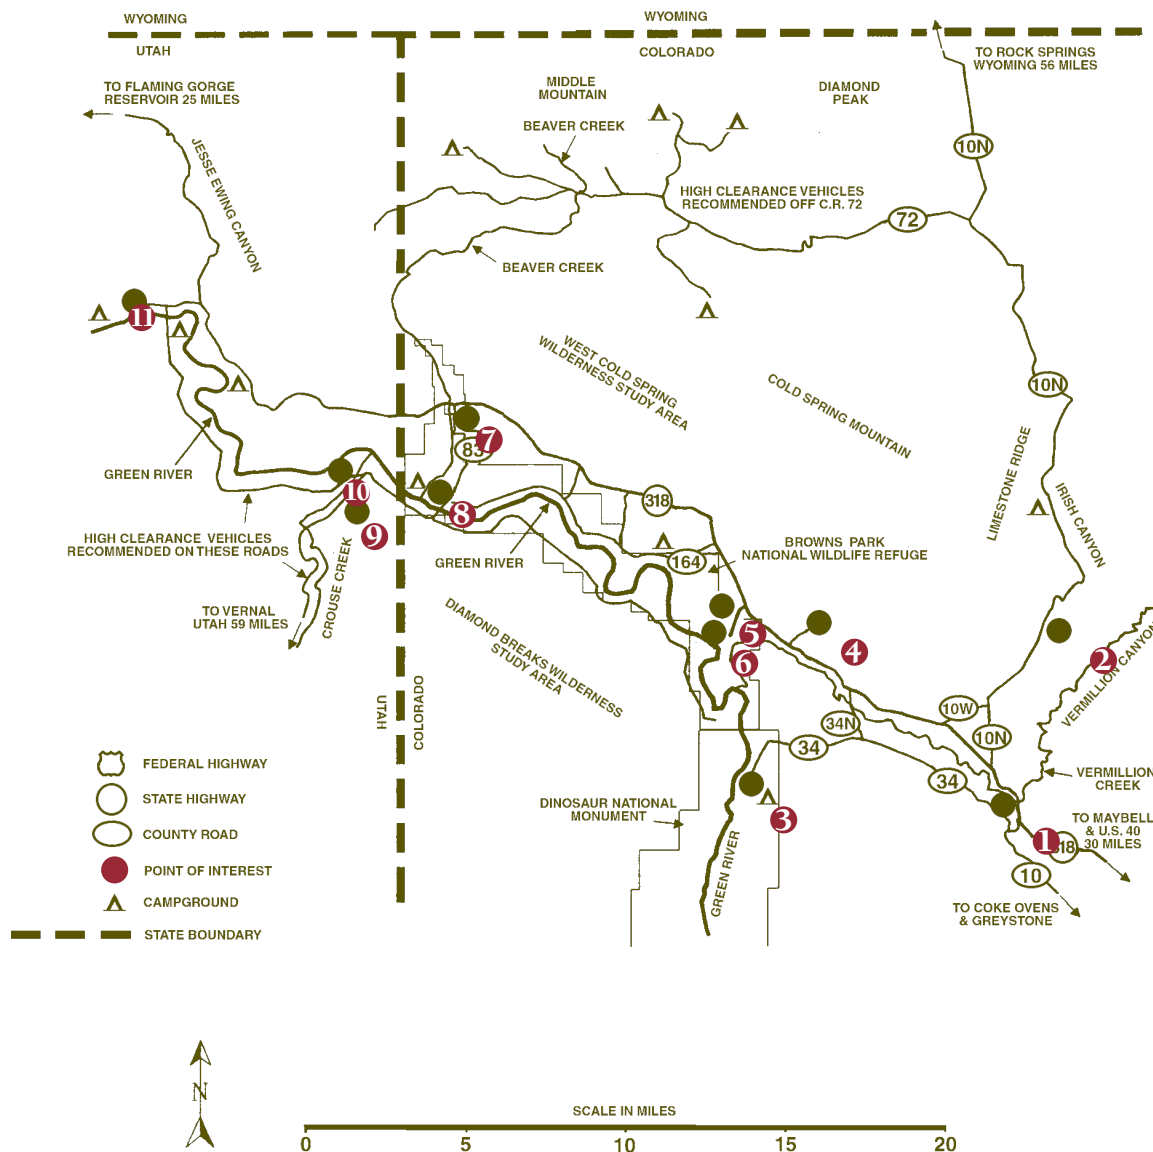 WYOMING
WYOMING
UTAH
COLORADO
TO ROCK SPRINGS
WYOMING 56 MILES
TO FLAMING GORGE
RESERVOIR 25 MILES
MIDDLE
MOUNTAIN
DIAMOND
PEAK
BEAVER CREEK
10N
JESSE EWING CANYON
HIGH CLEARANCE VEHICLES
RECOMMENDED OFF C.R. 72
72
BEAVER CREEK
11
WEST COLD SPRING
WILDERNESS STUDY AREA
COLD SPRING MOUNTAIN
10N
7
83
GREEN RIVER
LIMESTONE RIDGE
IRISH CANYON
10
318
8
9
HIGH CLEARANCE VEHICLES
RECOMMENDED ON THESE ROADS
CROUSE CREEK
GREEN RIVER
164
BROWNS PARK
NATIONAL WILDLIFE REFUGE
TO VERNAL
UTAH 59 MILES
DIAMOND BREAKS WILDERNESS
STUDY AREA
5
4
6
2
VERMILLION CANYON
UTAH
COLORADO
10W
34N
10N
34
34
FEDERAL HIGHWAY
STATE HIGHWAY
COUNTY ROAD
POINT OF INTEREST
CAMPGROUND
STATE BOUNDARY
VERMILLION
CREEK
DINOSAUR NATIONAL
MONUMENT
3
TO MAYBELL
& U.S. 40
30 MILES
1
318
10
GREEN RIVER
TO COKE OVENS
& GREYSTONE
N
SCALE IN MILES
0 5 10 15 20